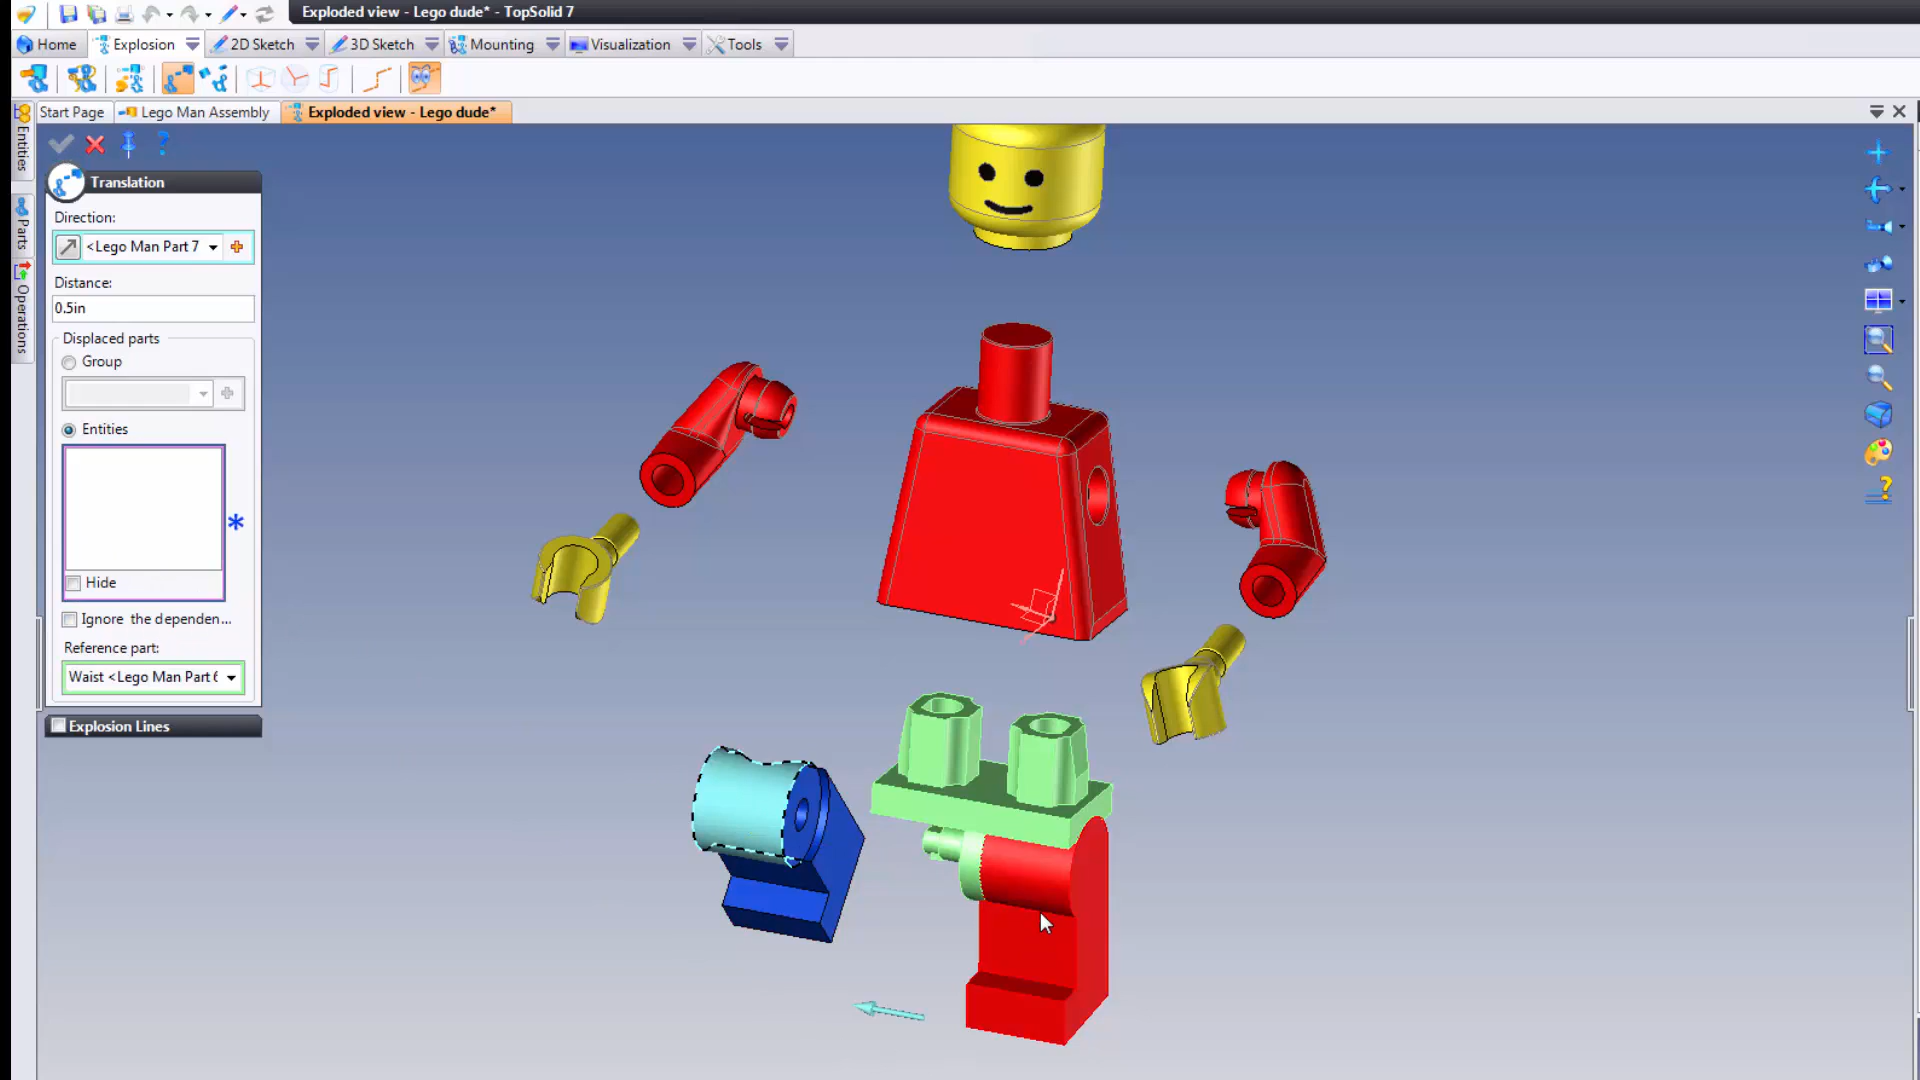 Exploded view - Lego dude* - TopSolid 7
Home Explosion 2D Sketch 3D Sketch Mounting Visualization Tools
Start Page Lego Man Assembly Exploded view - Lego dude*
Entities
Parts
Operations
Translation
Direction:
<Lego Man Part 7
Distance:
0.5in
Displaced parts
Group
Entities
Hide
Ignore the dependen...
Reference part:
Waist <Lego Man Part 6
Explosion Lines